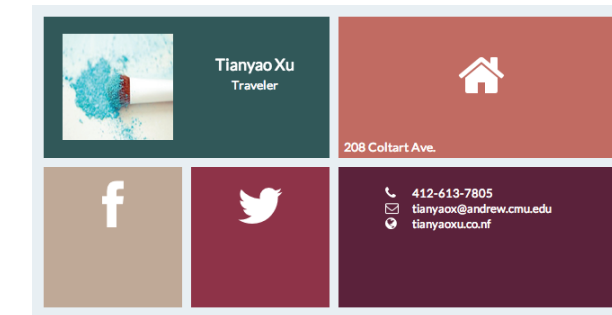 Tianyao Xu
Traveler
208 Coltart Ave.
412-613-7805
tianyaox@andrew.cmu.edu
tianyaoxu.co.nf